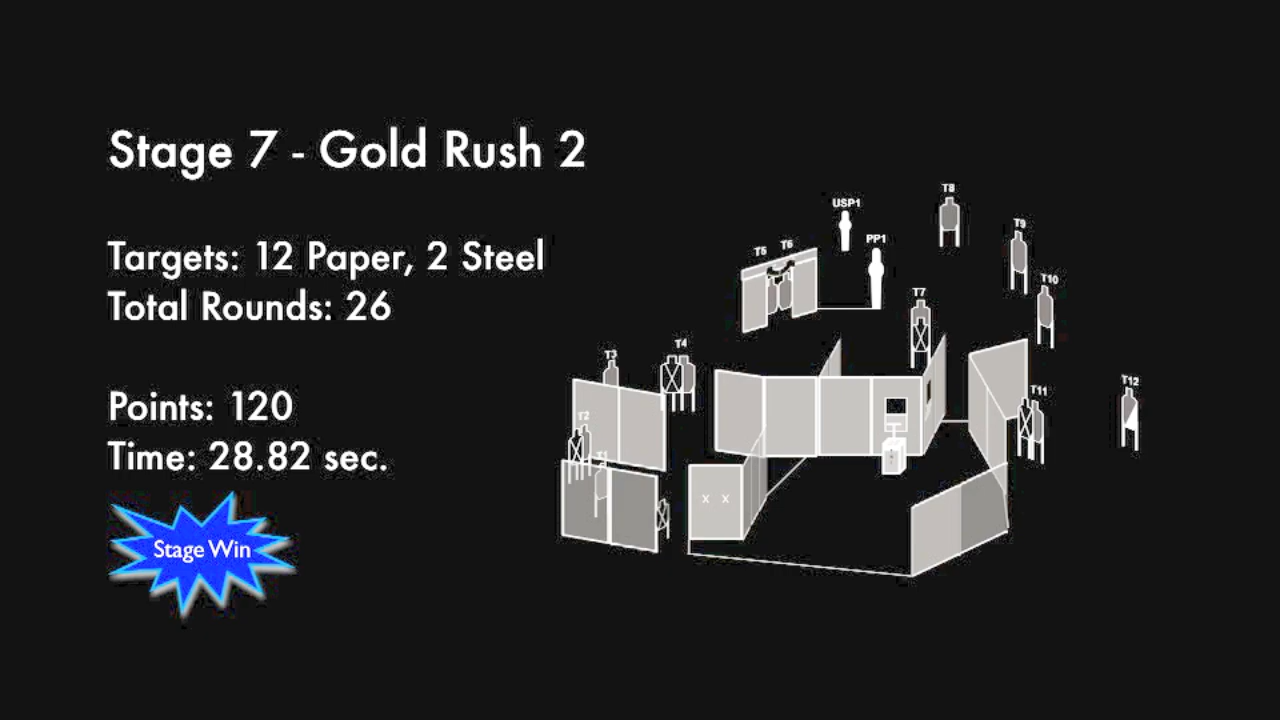 Stage 7 - Gold Rush 2
Targets: 12 Paper, 2 Steel
Total Rounds: 26
Points: 120
Time: 28.82 sec.
Stage Win
T8
USP1
T9
PP1
T5 T6
T10
T7
T4
T3
T12
T11
T2
T1
X X